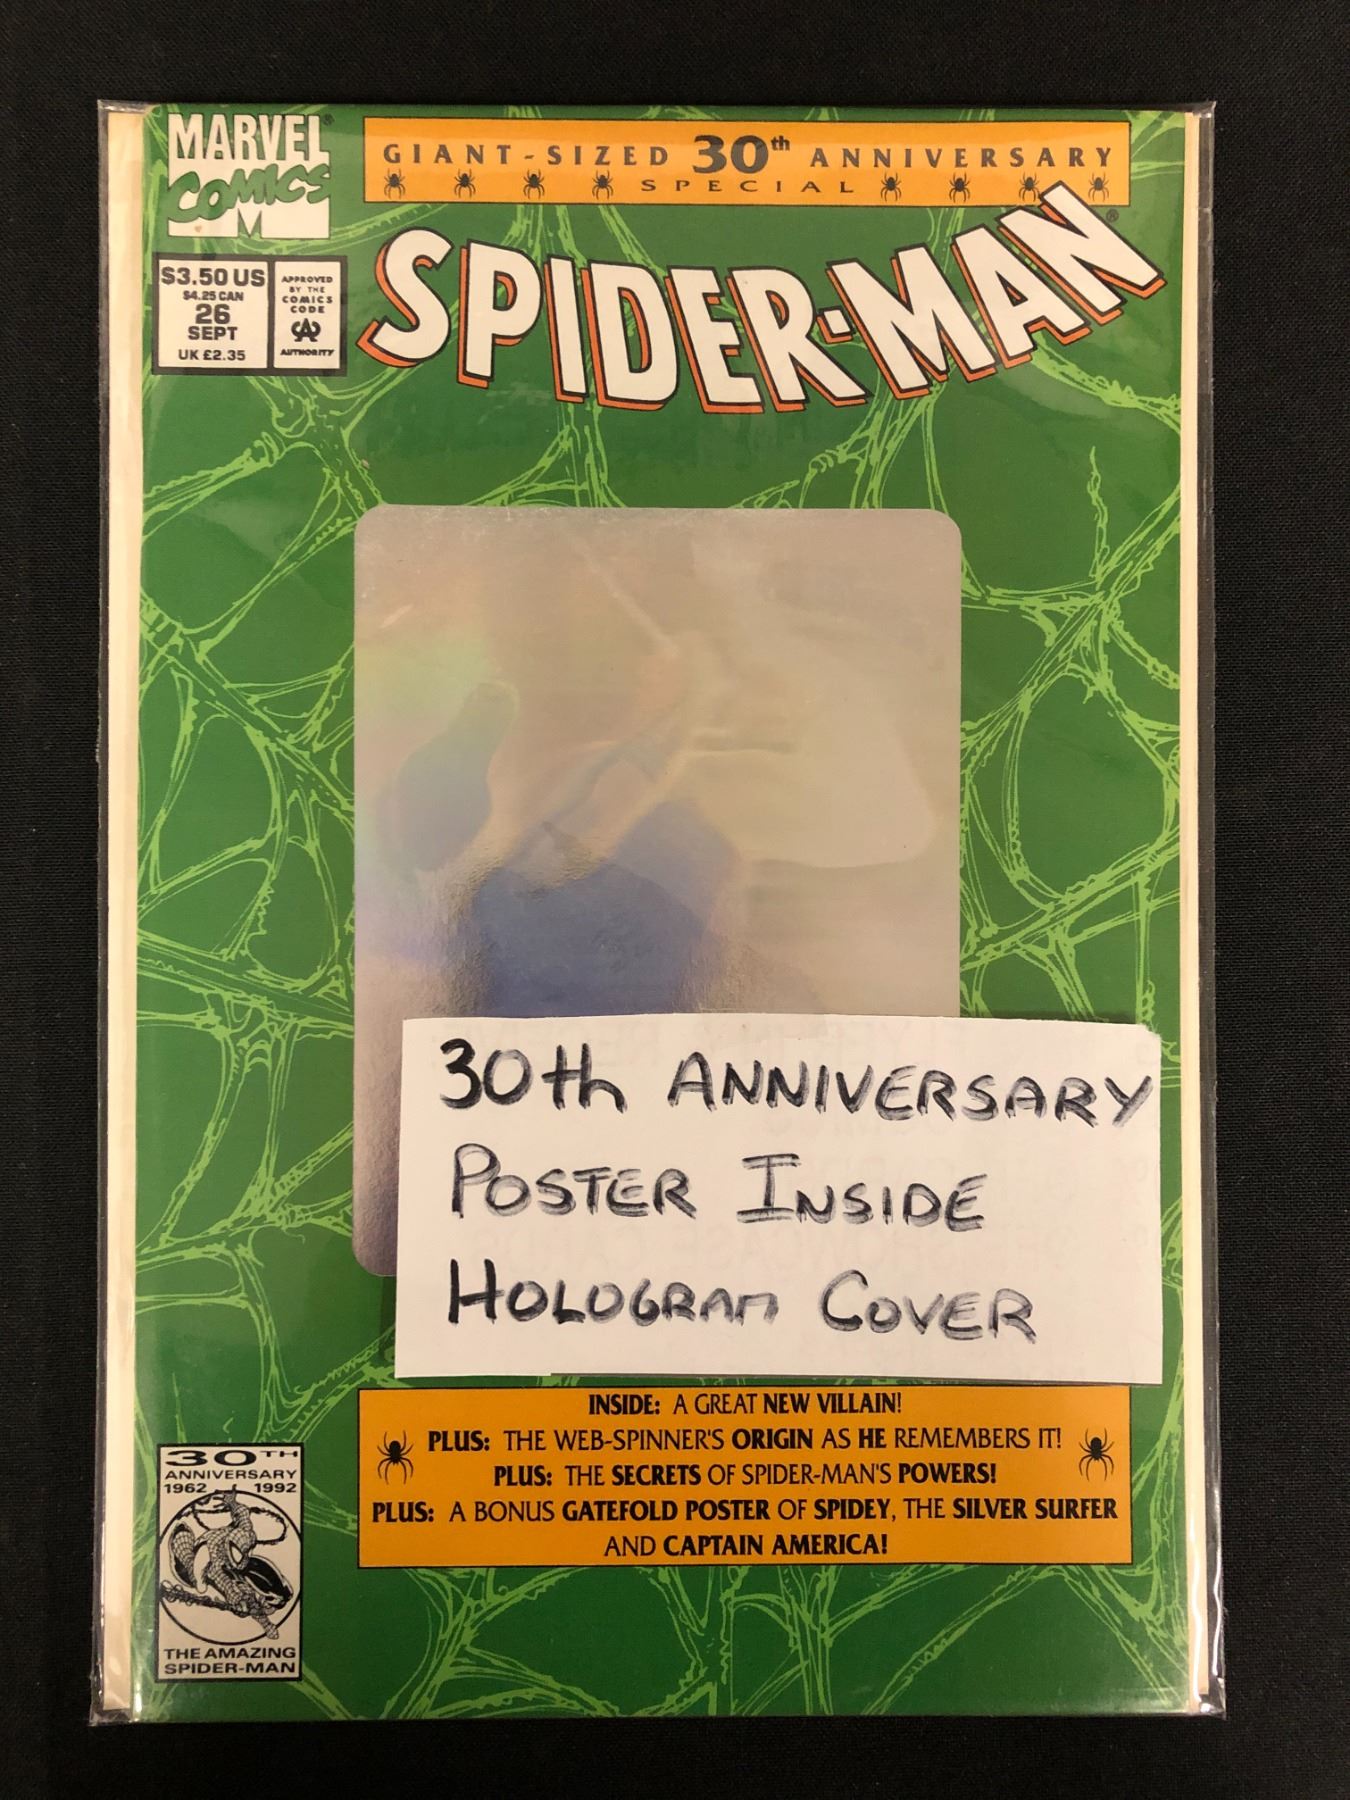 MARVEL
COMICS
M
GIANT-SIZED 30th ANNIVERSARY
SPECIAL
SPIDER-MAN®
$3.50 US
$4.25 CAN
26
SEPT
UK £2.35
APPROVED
BY THE
COMICS
CODE
AUTHORITY
30th ANNIVERSARY
POSTER INSIDE
HOLOGRAM COVER
INSIDE: A GREAT NEW VILLAIN!
PLUS: THE WEB-SPINNER'S ORIGIN AS HE REMEMBERS IT!
PLUS: THE SECRETS OF SPIDER-MAN'S POWERS!
PLUS: A BONUS GATEFOLD POSTER OF SPIDEY, THE SILVER SURFER
AND CAPTAIN AMERICA!
30TH
ANNIVERSARY
1962 1992
THE AMAZING
SPIDER-MAN